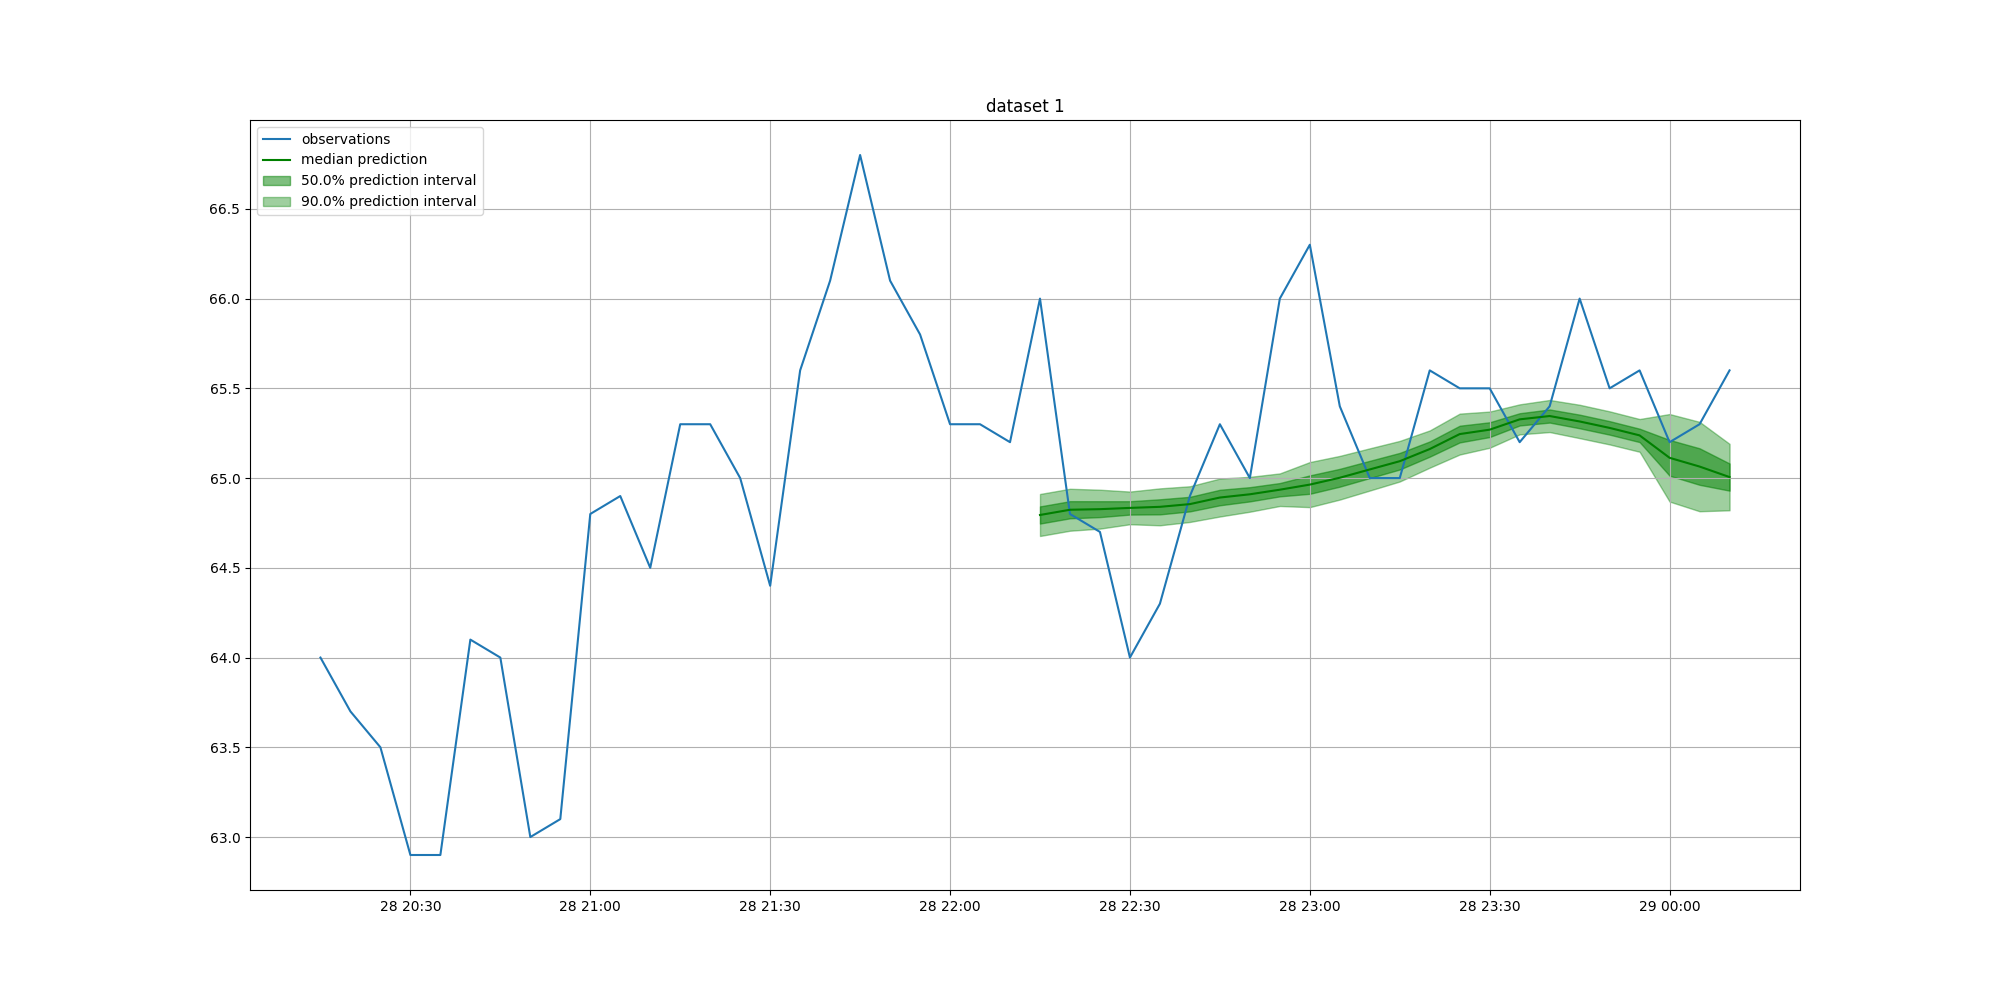 dataset 1
observations
median prediction
50.0% prediction interval
90.0% prediction interval
66.5
66.0
65.5
65.0
64.5
64.0
63.5
63.0
28 20:30 28 21:00 28 21:30 28 22:00 28 22:30 28 23:00 28 23:30 29 00:00